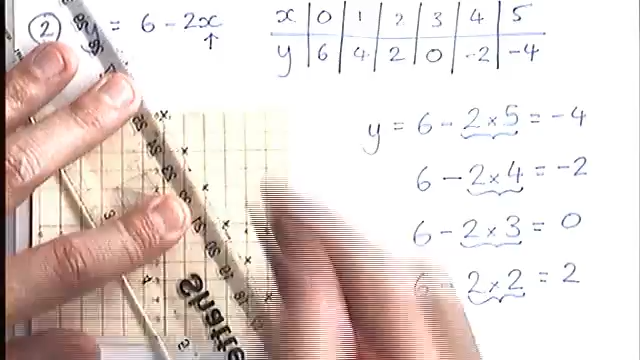 ② y = 6 - 2x
↑
x 0 1 2 3 4 5
y 6 4 2 0 -2 -4
y = 6 - 2 × 5 = -4
6 - 2 × 4 = -2
6 - 2 × 3 = 0
6 - 2 × 2 = 2